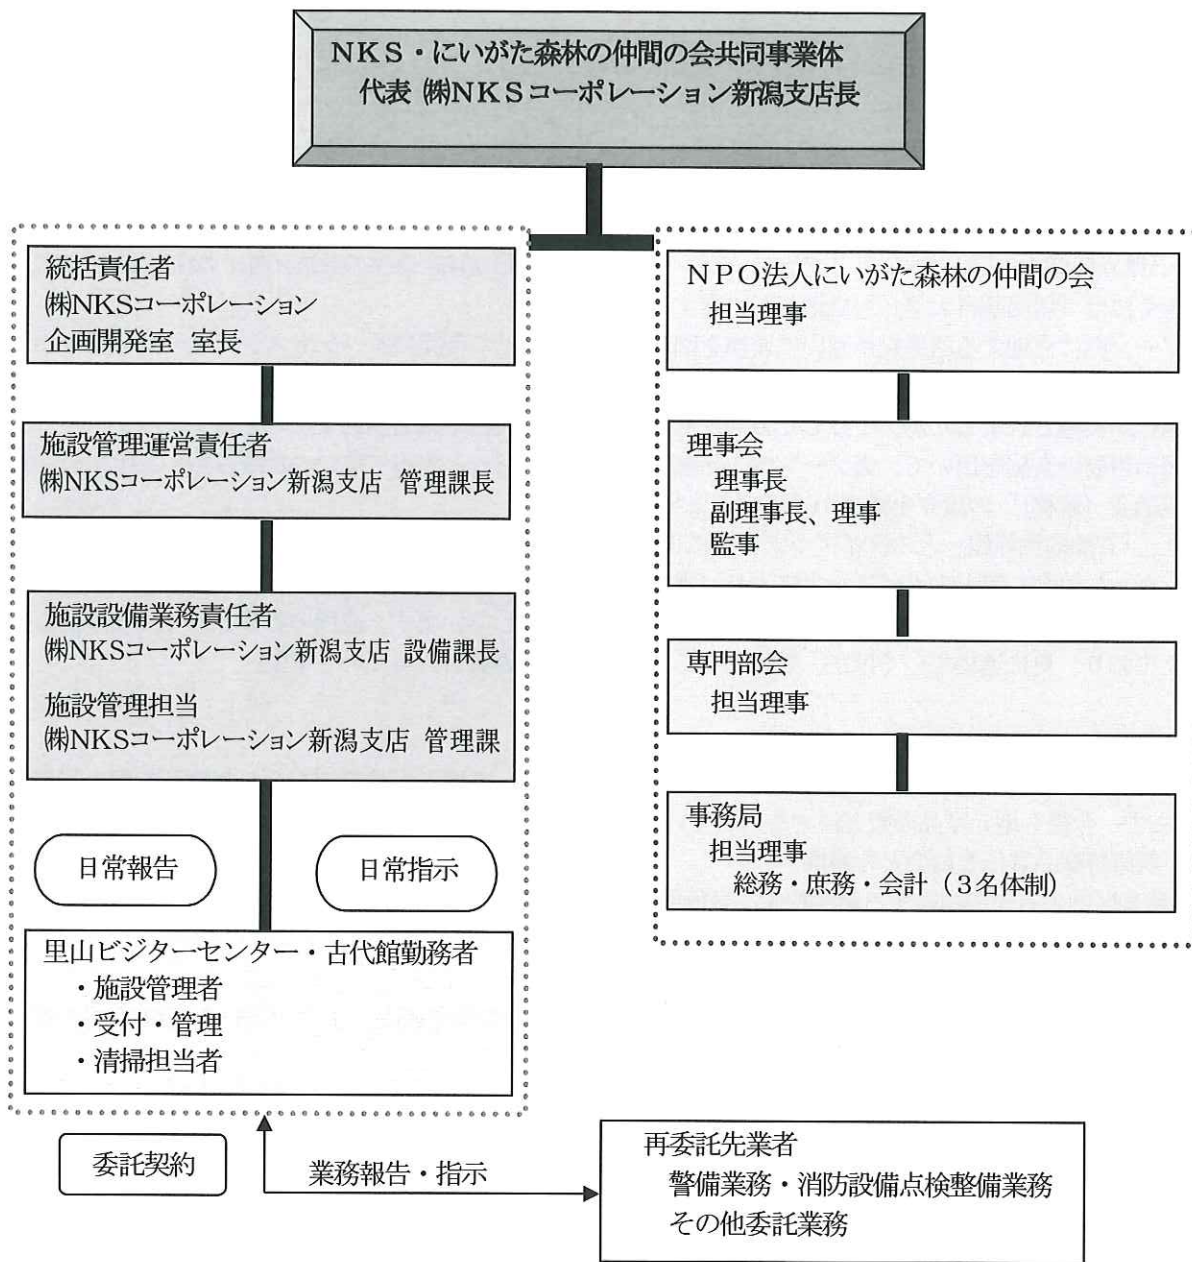 NKS・にいがた森林の仲間の会共同事業体
代表 ㈱NKSコーポレーション新潟支店長
統括責任者
㈱NKSコーポレーション
企画開発室 室長
施設管理運営責任者
㈱NKSコーポレーション新潟支店 管理課長
施設設備業務責任者
㈱NKSコーポレーション新潟支店 設備課長
施設管理担当
㈱NKSコーポレーション新潟支店 管理課
日常報告
日常指示
里山ビジターセンター・古代館勤務者
・施設管理者
・受付・管理
・清掃担当者
NPO法人にいがた森林の仲間の会
担当理事
理事会
理事長
副理事長、理事
監事
専門部会
担当理事
事務局
担当理事
総務・庶務・会計(3名体制)
委託契約
業務報告・指示
再委託先業者
警備業務・消防設備点検整備業務
その他委託業務